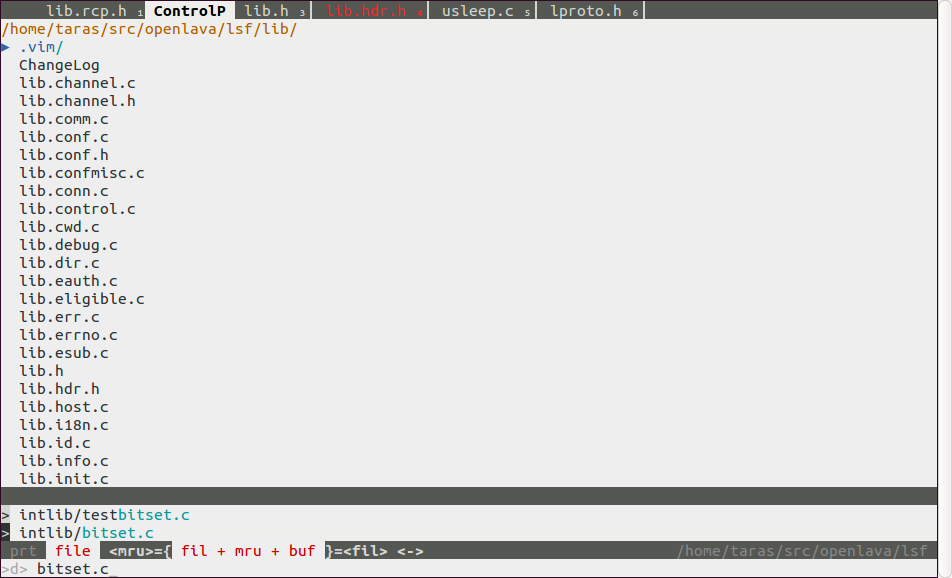 lib.rcp.h 1 ControlP lib.h 3 lib.hdr.h 4 usleep.c 5 lproto.h 6
/home/taras/src/openlava/lsf/lib/
▶ .vim/
ChangeLog
lib.channel.c
lib.channel.h
lib.comm.c
lib.conf.c
lib.conf.h
lib.confmisc.c
lib.conn.c
lib.control.c
lib.cwd.c
lib.debug.c
lib.dir.c
lib.eauth.c
lib.eligible.c
lib.err.c
lib.errno.c
lib.esub.c
lib.h
lib.hdr.h
lib.host.c
lib.i18n.c
lib.id.c
lib.info.c
lib.init.c
> intlib/testbitset.c
> intlib/bitset.c
prt file <mru>={ fil + mru + buf }=<fil> <-> /home/taras/src/openlava/lsf
>d> bitset.c_